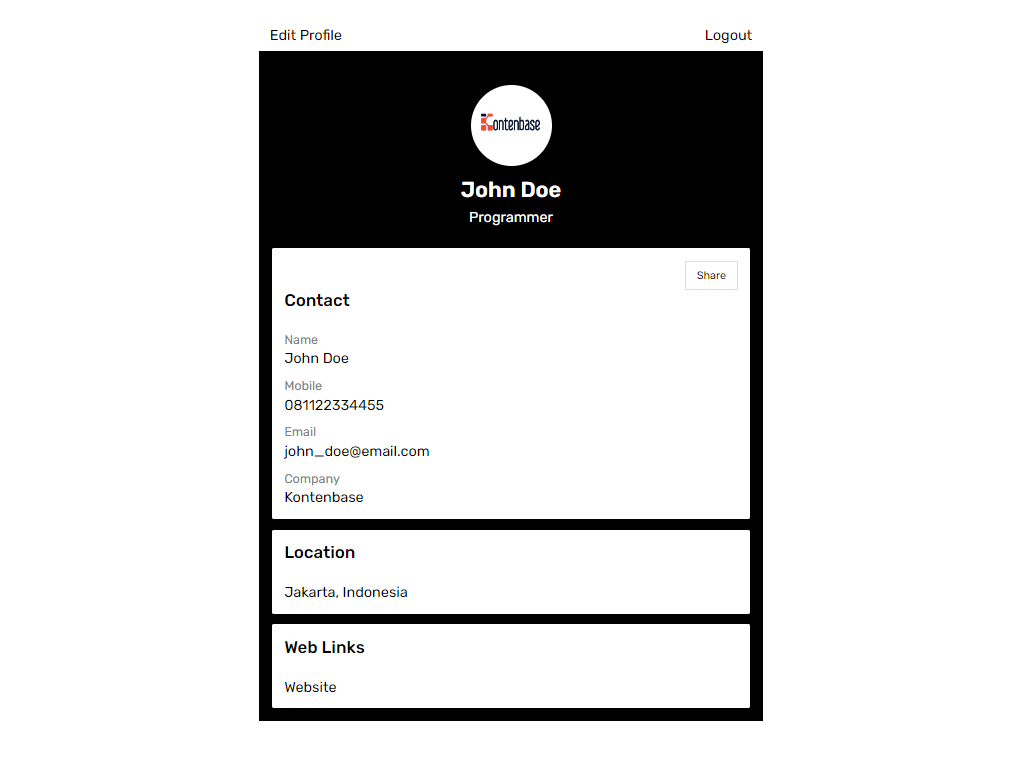 Edit Profile
Logout
Kontenbase
John Doe
Programmer
Share
Contact
Name
John Doe
Mobile
081122334455
Email
john_doe@email.com
Company
Kontenbase
Location
Jakarta, Indonesia
Web Links
Website